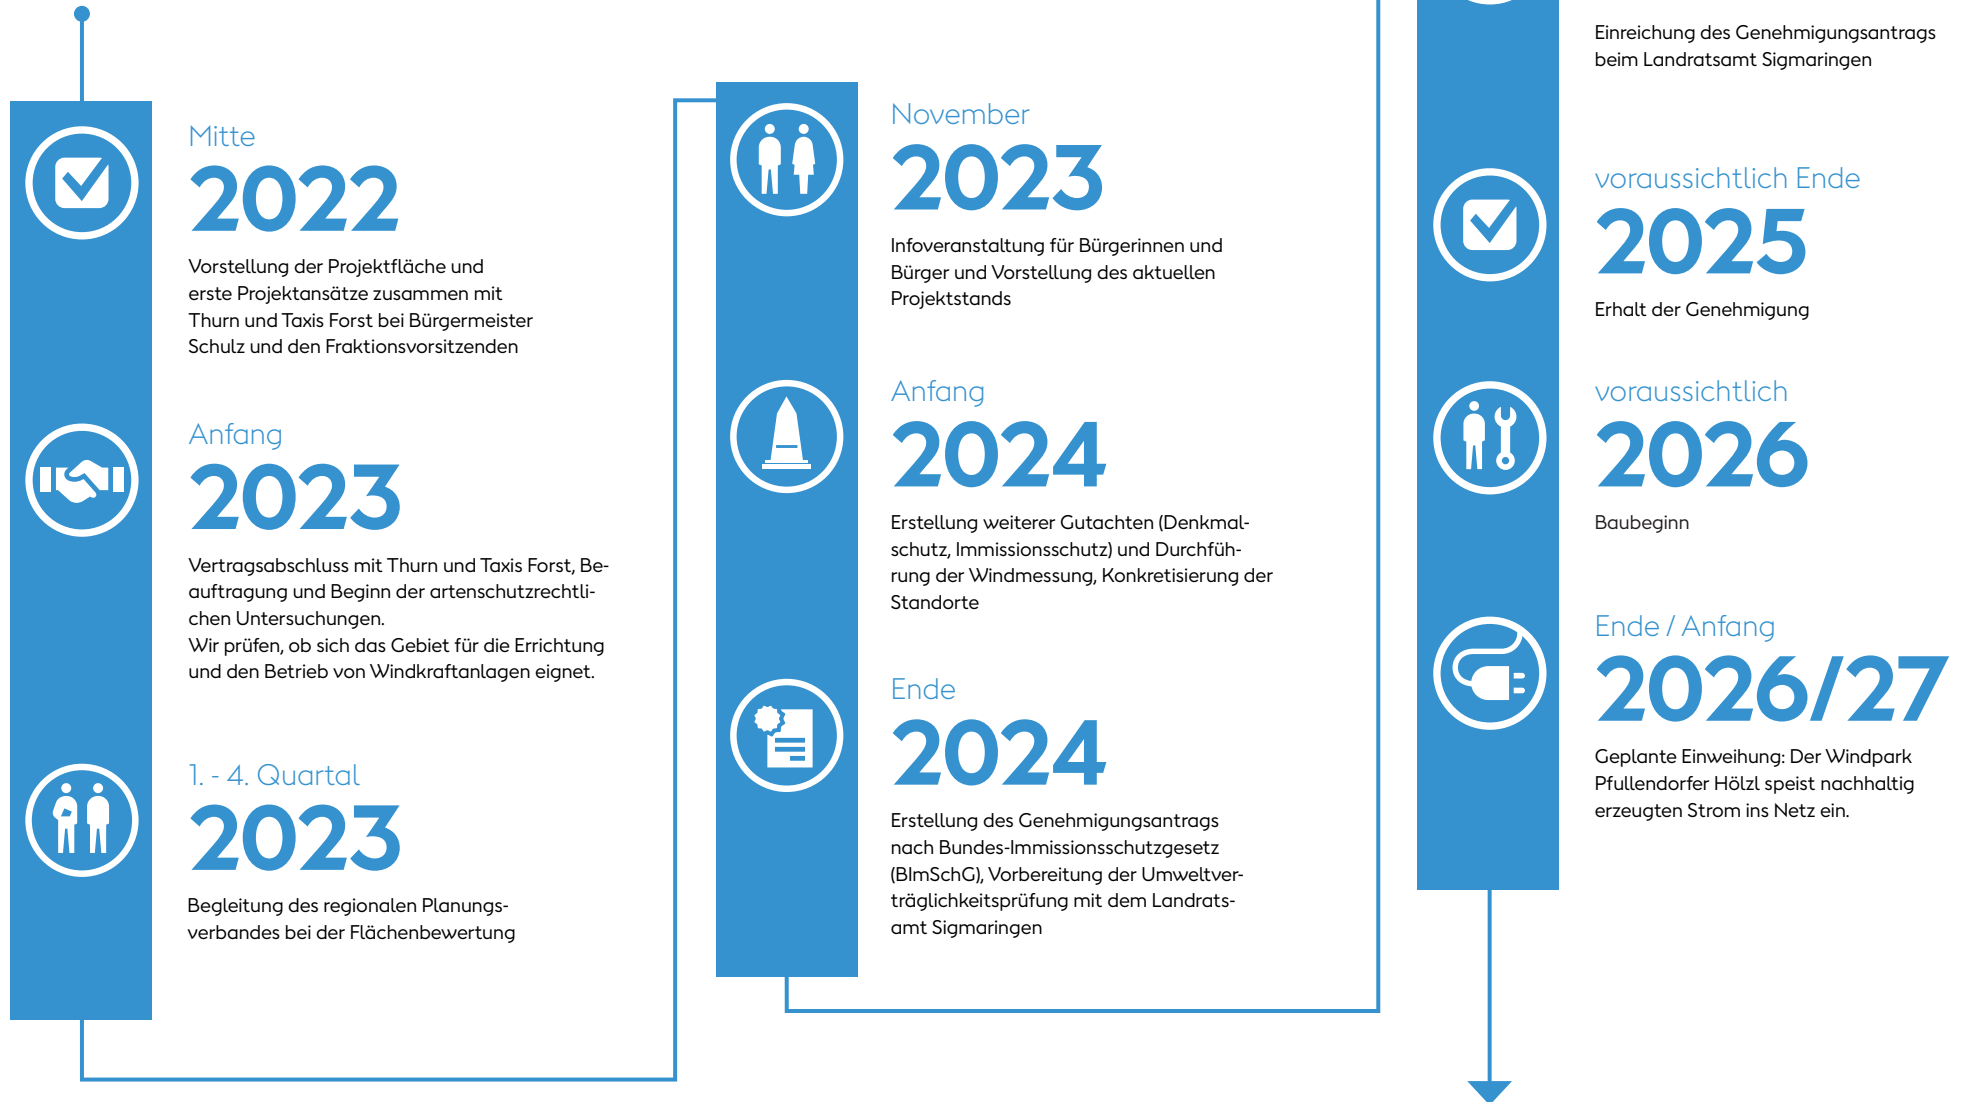 Mitte
2022
Vorstellung der Projektfläche und
erste Projektansätze zusammen mit
Thurn und Taxis Forst bei Bürgermeister
Schulz und den Fraktionsvorsitzenden
Anfang
2023
Vertragsabschluss mit Thurn und Taxis Forst, Be-
auftragung und Beginn der artenschutzrechtli-
chen Untersuchungen.
Wir prüfen, ob sich das Gebiet für die Errichtung
und den Betrieb von Windkraftanlagen eignet.
1. - 4. Quartal
2023
Begleitung des regionalen Planungs-
verbandes bei der Flächenbewertung
November
2023
Infoveranstaltung für Bürgerinnen und
Bürger und Vorstellung des aktuellen
Projektstands
Anfang
2024
Erstellung weiterer Gutachten (Denkmal-
schutz, Immissionsschutz) und Durchfüh-
rung der Windmessung, Konkretisierung der
Standorte
Ende
2024
Erstellung des Genehmigungsantrags
nach Bundes-Immissionsschutzgesetz
(BImSchG), Vorbereitung der Umweltver-
träglichkeitsprüfung mit dem Landrats-
amt Sigmaringen
Einreichung des Genehmigungsantrags
beim Landratsamt Sigmaringen
voraussichtlich Ende
2025
Erhalt der Genehmigung
voraussichtlich
2026
Baubeginn
Ende / Anfang
2026/27
Geplante Einweihung: Der Windpark
Pfullendorfer Hölzl speist nachhaltig
erzeugten Strom ins Netz ein.